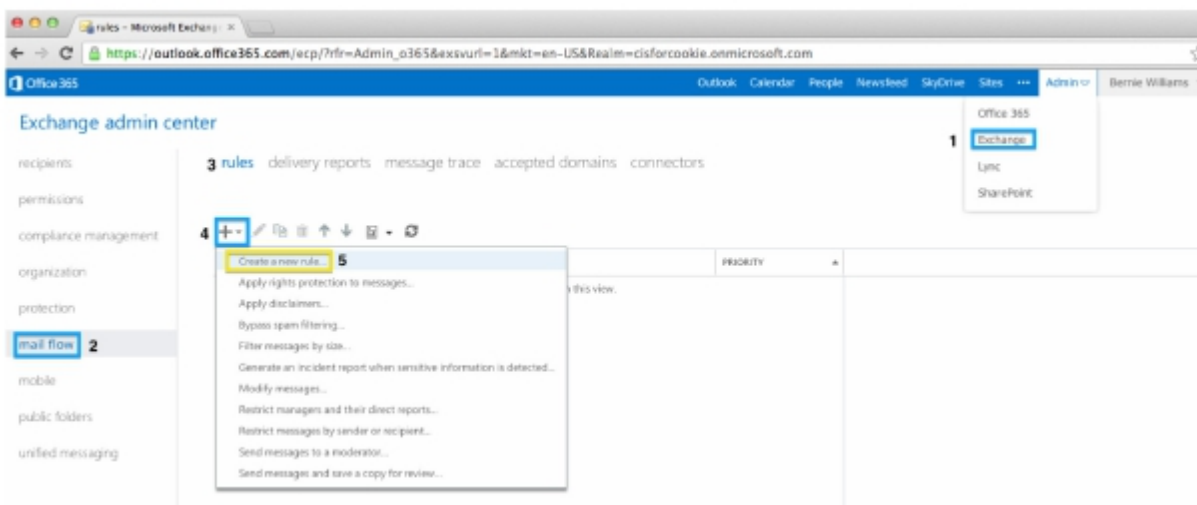 rules - Microsoft Exchang
https://outlook.office365.com/ecp/?rfr=Admin_o365&exsvurl=1&mkt=en-US&Realm=cisforcookie.onmicrosoft.com
Office 365
Outlook Calendar People Newsfeed SkyDrive Sites ••• Admin Bernie Williams
Exchange admin center
Office 365
1 Exchange
Lync
SharePoint
recipients
permissions
compliance management
organization
protection
mail flow 2
mobile
public folders
unified messaging
3 rules delivery reports message trace accepted domains connectors
4
Create a new rule... 5
Apply rights protection to messages...
Apply disclaimers...
Bypass spam filtering...
Filter messages by size...
Generate an incident report when sensitive information is detected...
Modify messages...
Restrict managers and their direct reports...
Restrict messages by sender or recipient...
Send messages to a moderator...
Send messages and save a copy for review...
PRIORITY
this view.